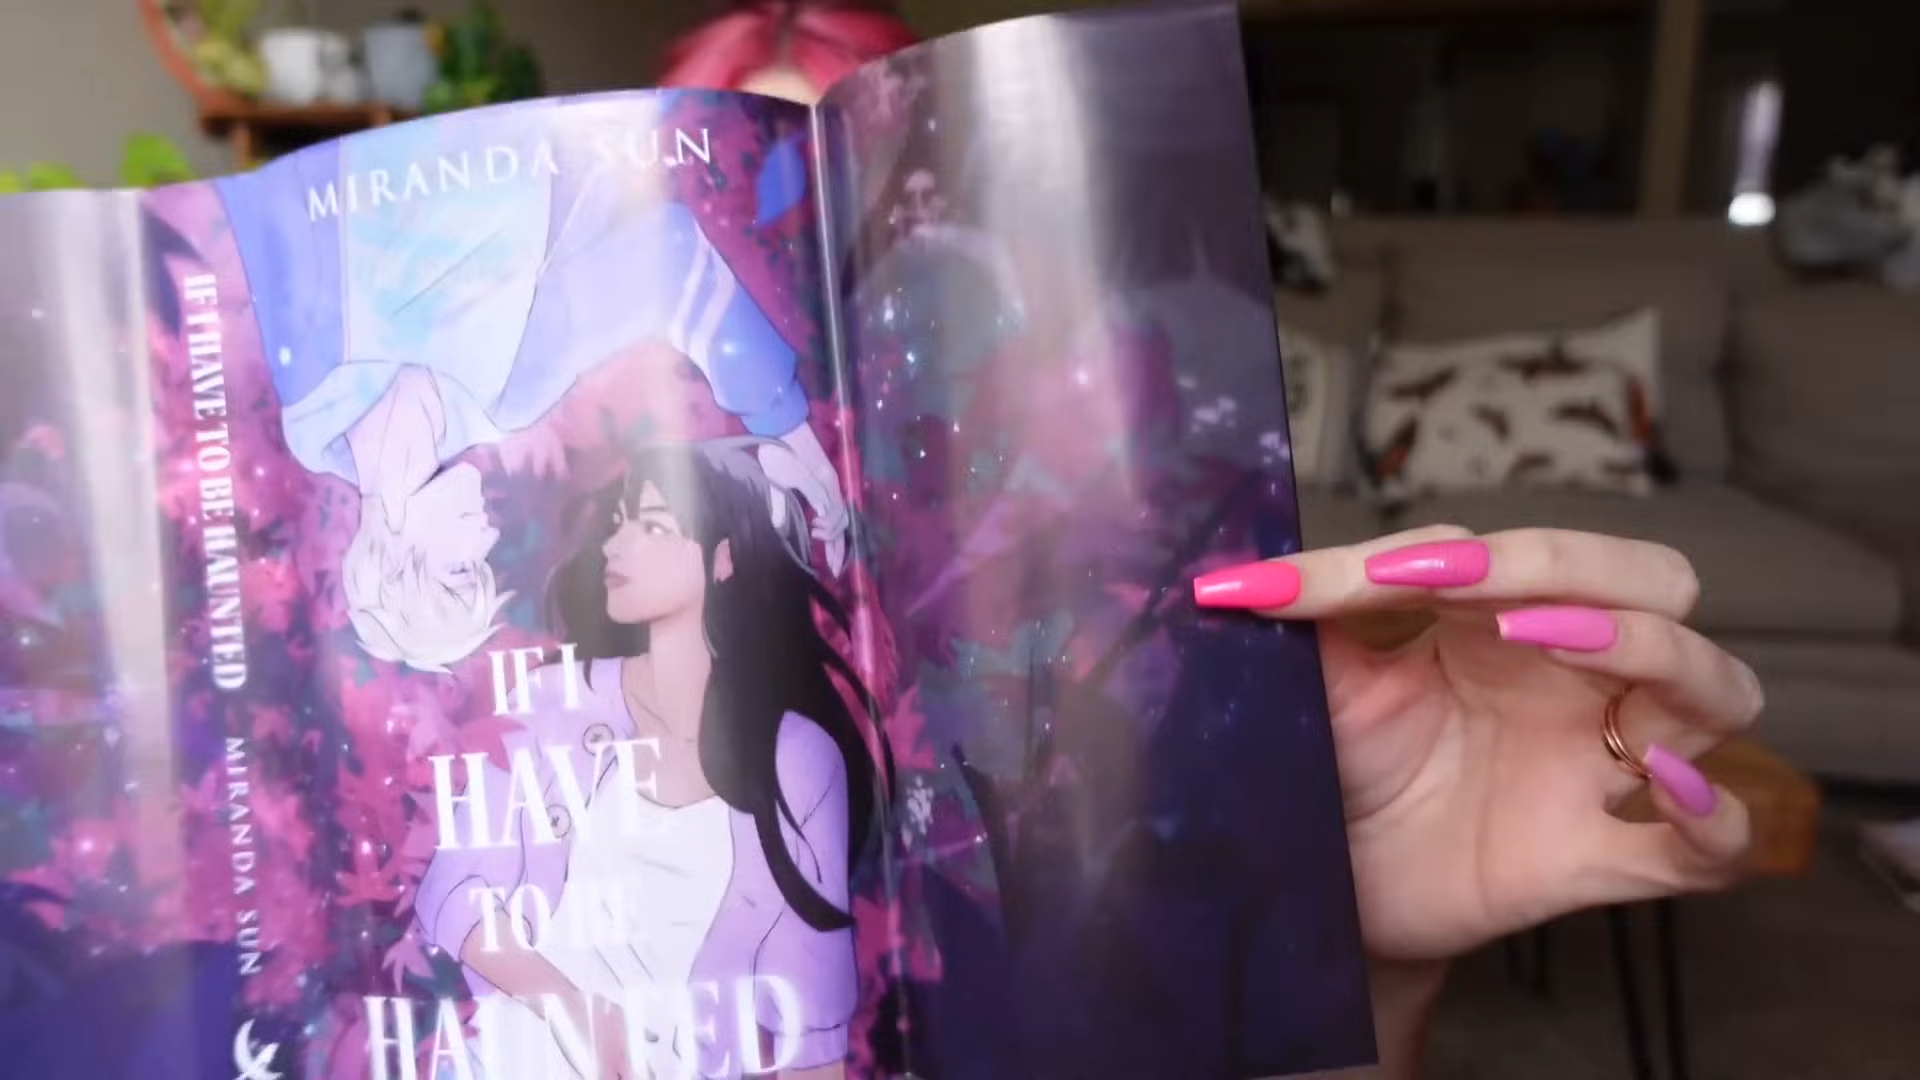 MIRANDA SUN
IF I HAVE TO BE HAUNTED
MIRANDA SUN
IF I
HAVE
TO BE
HAUNTED